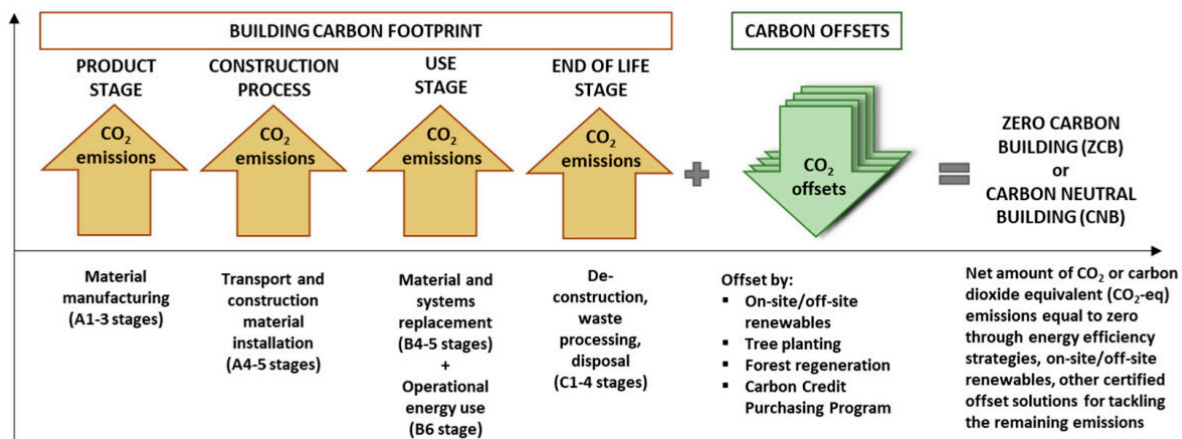 BUILDING CARBON FOOTPRINT
CARBON OFFSETS
PRODUCT
STAGE
CONSTRUCTION
PROCESS
USE
STAGE
END OF LIFE
STAGE
CO₂
emissions
CO₂
emissions
CO₂
emissions
CO₂
emissions
+
CO₂
offsets
=
ZERO CARBON
BUILDING (ZCB)
or
CARBON NEUTRAL
BUILDING (CNB)
Material
manufacturing
(A1-3 stages)
Transport and
construction
material
installation
(A4-5 stages)
Material and
systems
replacement
(B4-5 stages)
+
Operational
energy use
(B6 stage)
De-
construction,
waste
processing,
disposal
(C1-4 stages)
Offset by:
▪ On-site/off-site
renewables
▪ Tree planting
▪ Forest regeneration
▪ Carbon Credit
Purchasing Program
Net amount of CO₂ or carbon
dioxide equivalent (CO₂-eq)
emissions equal to zero
through energy efficiency
strategies, on-site/off-site
renewables, other certified
offset solutions for tackling
the remaining emissions